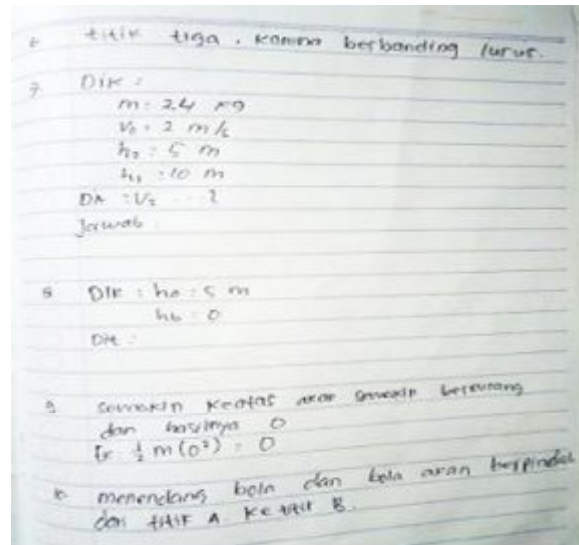 6 titik tiga, karena berbanding lurus.
7. Dik :
m = 24 kg
V₀ = 2 m/s
h₂ = 5 m
h₁ = 10 m
Dit : V₂ ... ?
Jawab :
8 Dik : ha = 5 m
hb = 0
Dit :
9 semakin keatas akan semakin berkurang
dan hasilnya 0
Ek ½ m (0²) = 0
10 menendang bola dan bola akan berpindah
dari titik A ke titik B.